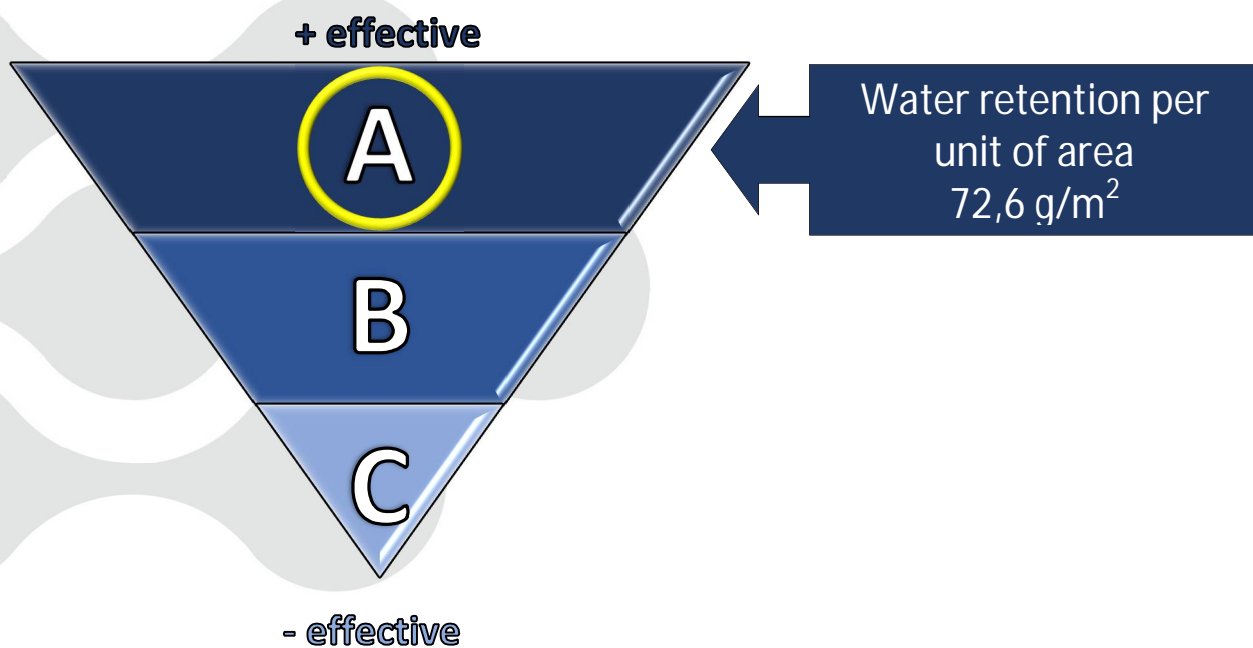 + effective
A
Water retention per
unit of area
72,6 g/m²
B
C
- effective